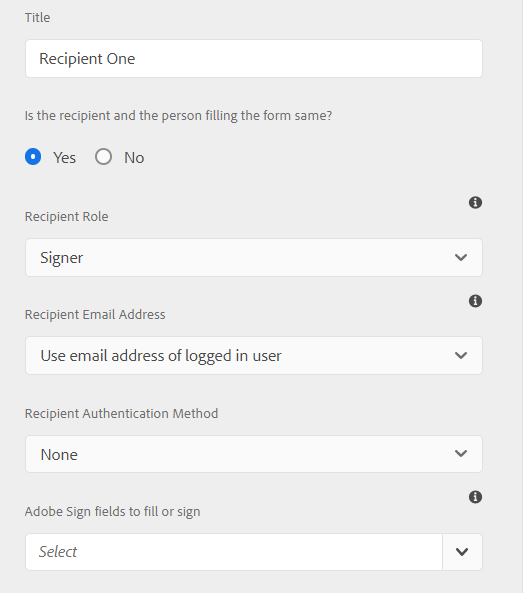 Title
Recipient One
Is the recipient and the person filling the form same?
Yes No
Recipient Role
Signer
Recipient Email Address
Use email address of logged in user
Recipient Authentication Method
None
Adobe Sign fields to fill or sign
Select